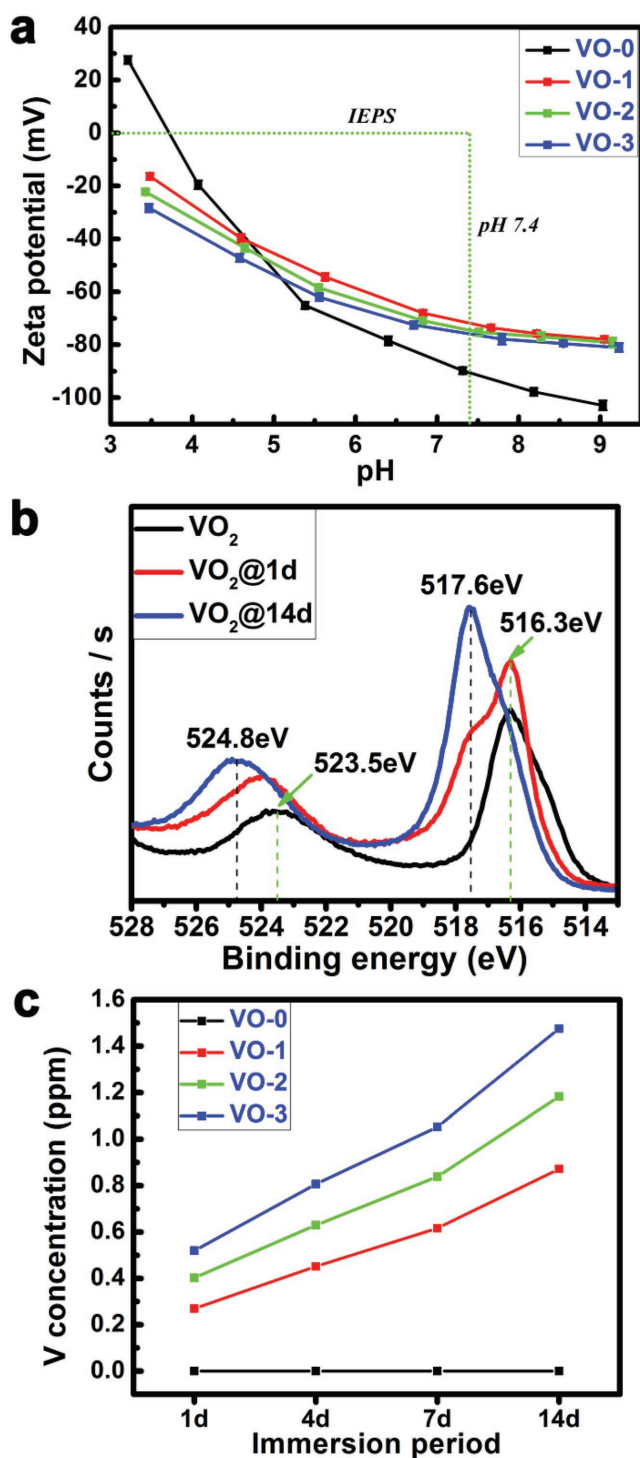 a
Zeta potential (mV)
40
20
0
-20
-40
-60
-80
-100
VO-0
VO-1
VO-2
VO-3
IEPS
pH 7.4
3 4 5 6 7 8 9
pH
b
Counts / s
VO₂
VO₂@1d
VO₂@14d
517.6eV
516.3eV
524.8eV
523.5eV
528 526 524 522 520 518 516 514
Binding energy (eV)
c
V concentration (ppm)
1.6
1.4
1.2
1.0
0.8
0.6
0.4
0.2
0.0
VO-0
VO-1
VO-2
VO-3
1d 4d 7d 14d
Immersion period